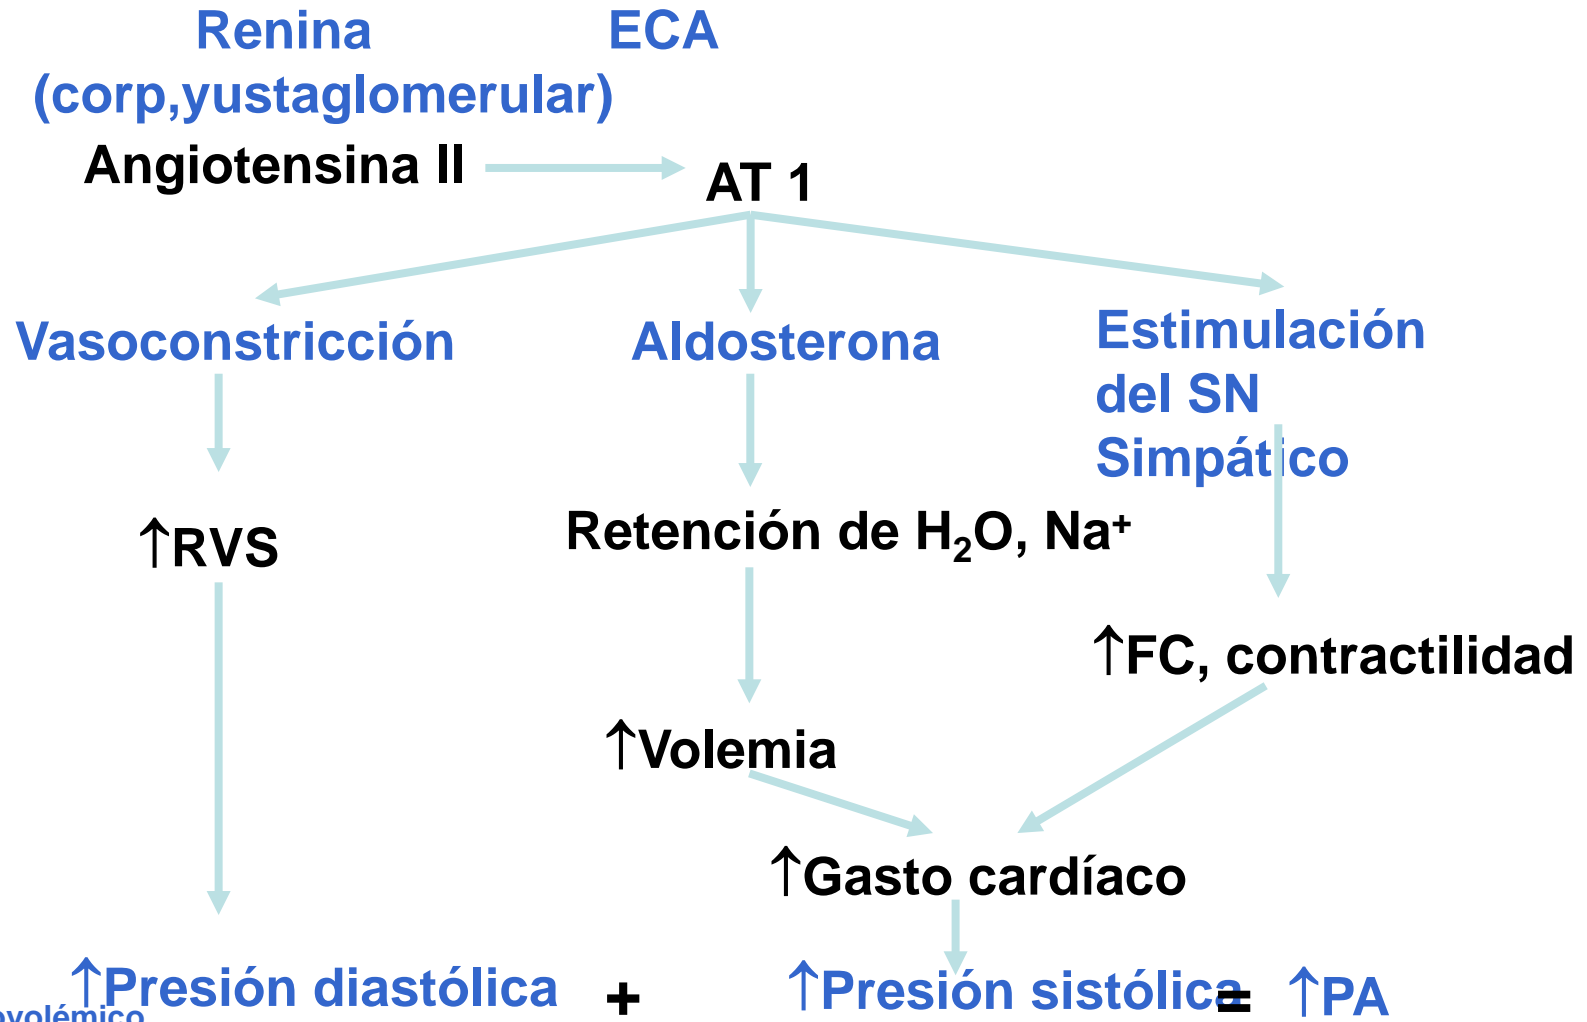 Renina ECA
(corp,yustaglomerular)
Angiotensina II
AT 1
Vasoconstricción
Aldosterona
Estimulación
del SN
Simpático
↑RVS
Retención de H₂O, Na⁺
↑FC, contractilidad
↑Volemia
↑Gasto cardíaco
↑Presión diastólica + ↑Presión sistólica = ↑PA